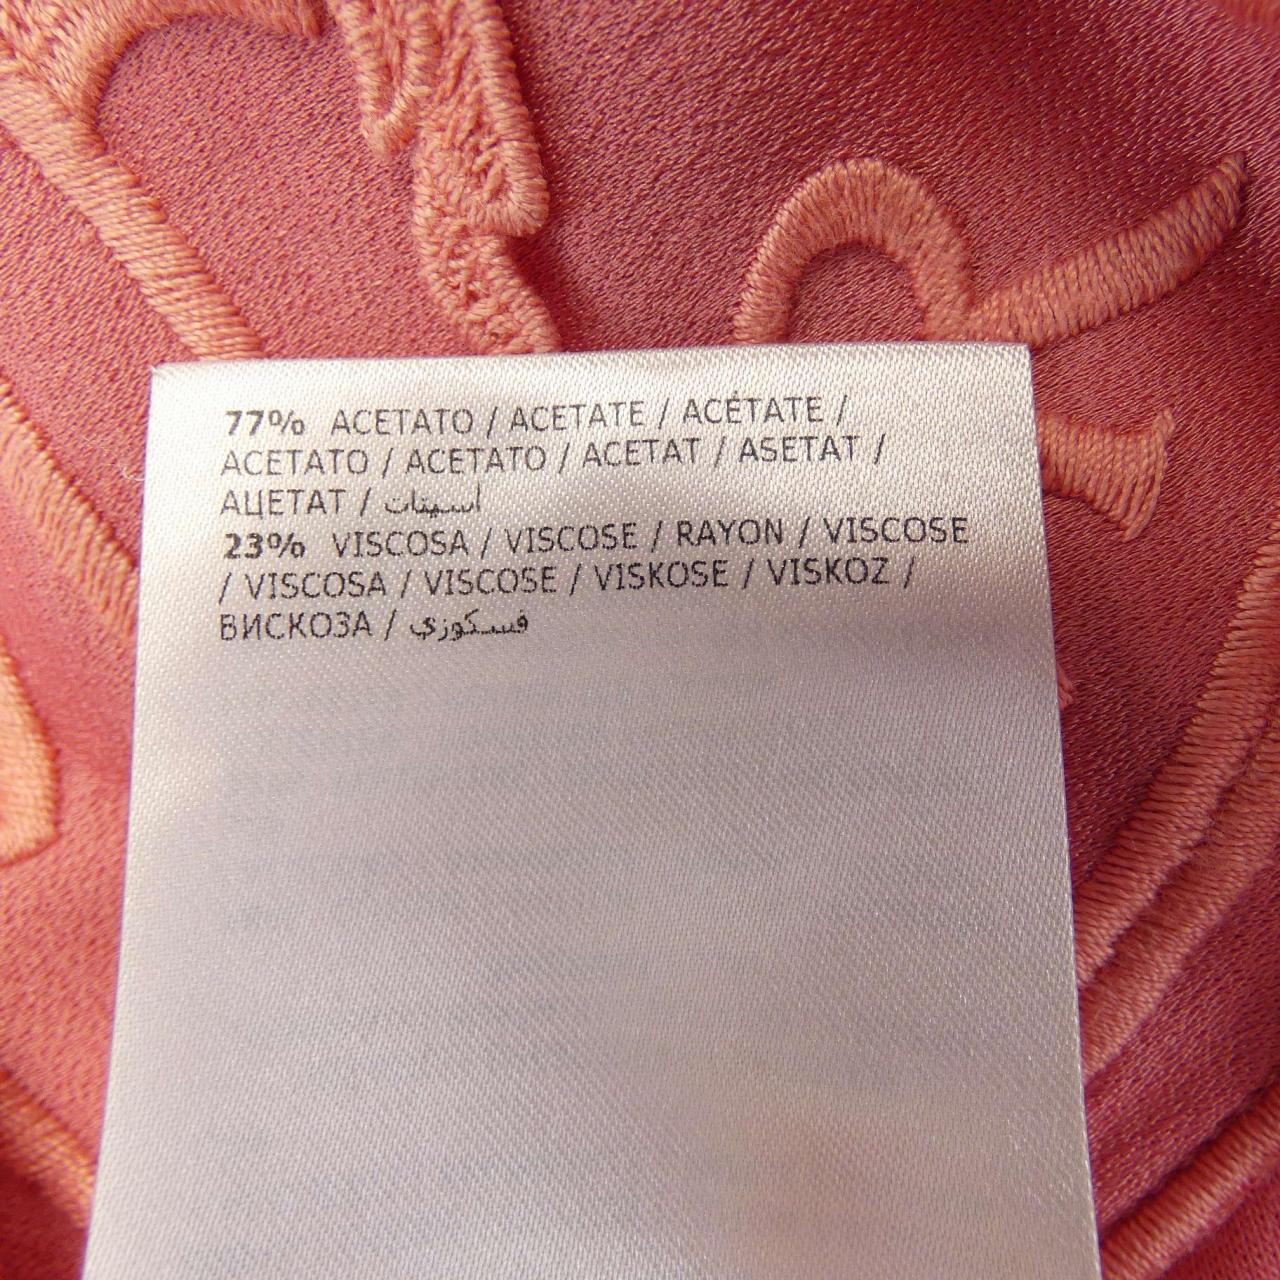 77% ACETATO / ACETATE / ACÉTATE /
ACETATO / ACETATO / ACETAT / ASETAT /
АЦЕТАТ / أسيتات
23% VISCOSA / VISCOSE / RAYON / VISCOSE
/ VISCOSA / VISCOSE / VISKOSE / VISKOZ /
ВИСКОЗА / فسكوزي